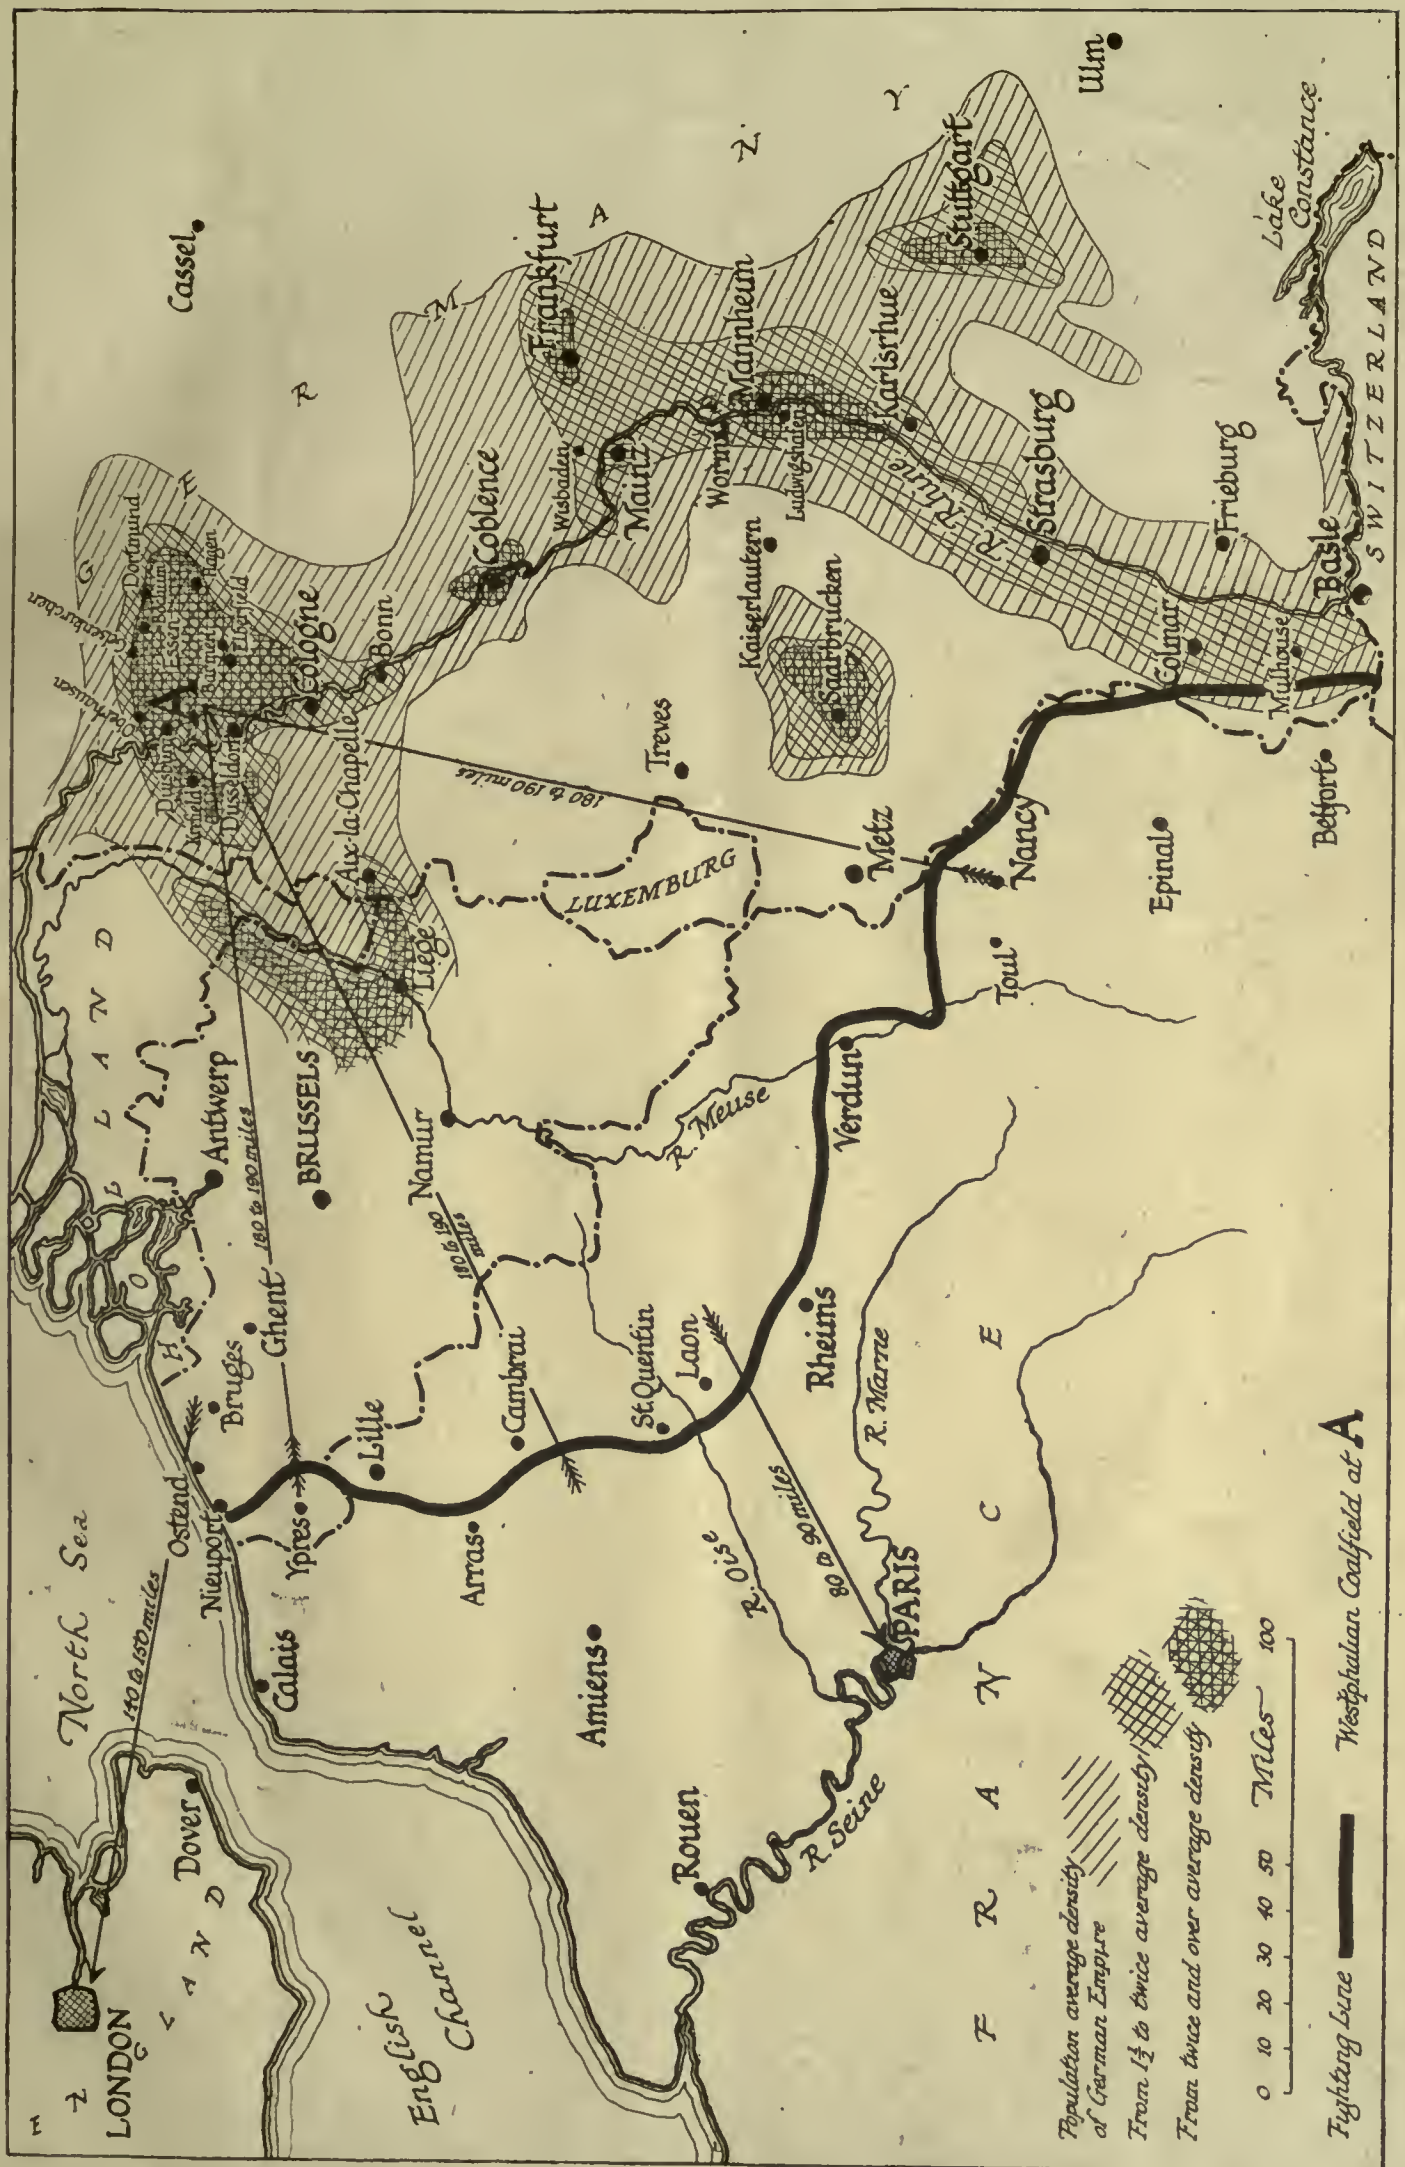 ENGLAND
LONDON
North Sea
140 to 150 miles
Dover
English
Channel
Calais
Nieuport
Ostend
Bruges
Ghent
180 to 190 miles
Antwerp
HOLLAND
BRUSSELS
Ypres
Lille
Arras
Cambrai
180 to 190
miles
Namur
Liege
Aix-la-Chapelle
Amiens
St. Quentin
Laon
Rouen
R. Seine
R. Oise
80 to 90 miles
PARIS
R. Marne
Rheims
R. Meuse
Verdun
Toul
Nancy
Metz
Epinal
Belfort
LUXEMBURG
Treves
180 to 190 miles
FRANCE
GERMANY
Oberhausen
Gelsenkirchen
Dortmund
Bochum
Essen
Hagen
Barmen
Elberfeld
A
Duisburg
Krefeld
Dusseldorf
Cologne
Bonn
Coblence
Cassel
Wisbaden
Mainz
Frankfurt
Worms
Mannheim
Ludwigshafen
Kaiserlautern
Saarbrucken
Karlsrhue
Stuttgart
Ulm
R. Rhine
Strasburg
Frieburg
Colmar
Mulhouse
Basle
Lake
Constance
SWITZERLAND
Population average density
of German Empire
From 1½ to twice average density
From twice and over average density
0 10 20 30 40 50 Miles 100
Fighting Line Westphalian Coalfield at A